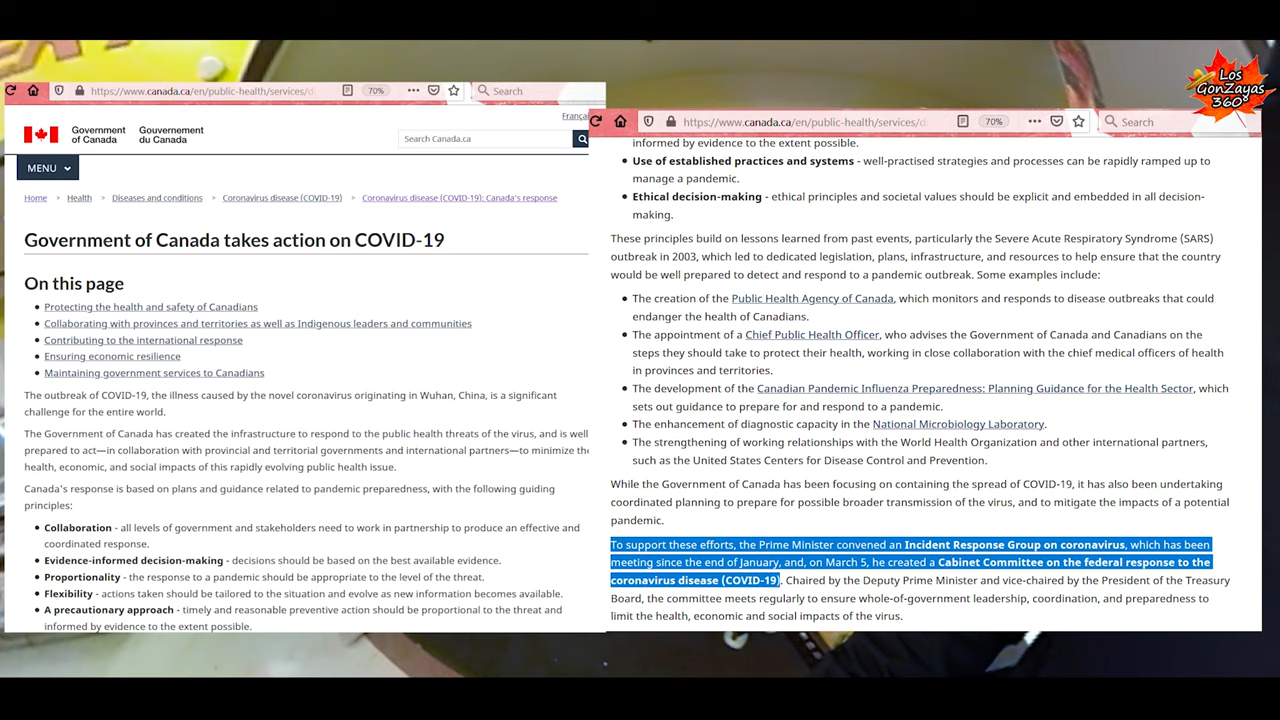 Los
GonZayas
360°
https://www.canada.ca/en/public-health/services/d
70%
Search
Françai
Government
of Canada
Gouvernement
du Canada
Search Canada.ca
MENU
Home > Health > Diseases and conditions > Coronavirus disease (COVID-19) > Coronavirus disease (COVID-19): Canada's response
Government of Canada takes action on COVID-19
On this page
Protecting the health and safety of Canadians
Collaborating with provinces and territories as well as Indigenous leaders and communities
Contributing to the international response
Ensuring economic resilience
Maintaining government services to Canadians
The outbreak of COVID-19, the illness caused by the novel coronavirus originating in Wuhan, China, is a significant
challenge for the entire world.
The Government of Canada has created the infrastructure to respond to the public health threats of the virus, and is well
prepared to act—in collaboration with provincial and territorial governments and international partners—to minimize the
health, economic, and social impacts of this rapidly evolving public health issue.
Canada's response is based on plans and guidance related to pandemic preparedness, with the following guiding
principles:
Collaboration - all levels of government and stakeholders need to work in partnership to produce an effective and
coordinated response.
Evidence-informed decision-making - decisions should be based on the best available evidence.
Proportionality - the response to a pandemic should be appropriate to the level of the threat.
Flexibility - actions taken should be tailored to the situation and evolve as new information becomes available.
A precautionary approach - timely and reasonable preventive action should be proportional to the threat and
informed by evidence to the extent possible.
https://www.canada.ca/en/public-health/services/d
70%
Search
informed by evidence to the extent possible.
Use of established practices and systems - well-practised strategies and processes can be rapidly ramped up to
manage a pandemic.
Ethical decision-making - ethical principles and societal values should be explicit and embedded in all decision-
making.
These principles build on lessons learned from past events, particularly the Severe Acute Respiratory Syndrome (SARS)
outbreak in 2003, which led to dedicated legislation, plans, infrastructure, and resources to help ensure that the country
would be well prepared to detect and respond to a pandemic outbreak. Some examples include:
The creation of the Public Health Agency of Canada, which monitors and responds to disease outbreaks that could
endanger the health of Canadians.
The appointment of a Chief Public Health Officer, who advises the Government of Canada and Canadians on the
steps they should take to protect their health, working in close collaboration with the chief medical officers of health
in provinces and territories.
The development of the Canadian Pandemic Influenza Preparedness: Planning Guidance for the Health Sector, which
sets out guidance to prepare for and respond to a pandemic.
The enhancement of diagnostic capacity in the National Microbiology Laboratory.
The strengthening of working relationships with the World Health Organization and other international partners,
such as the United States Centers for Disease Control and Prevention.
While the Government of Canada has been focusing on containing the spread of COVID-19, it has also been undertaking
coordinated planning to prepare for possible broader transmission of the virus, and to mitigate the impacts of a potential
pandemic.
To support these efforts, the Prime Minister convened an Incident Response Group on coronavirus, which has been
meeting since the end of January, and, on March 5, he created a Cabinet Committee on the federal response to the
coronavirus disease (COVID-19). Chaired by the Deputy Prime Minister and vice-chaired by the President of the Treasury
Board, the committee meets regularly to ensure whole-of-government leadership, coordination, and preparedness to
limit the health, economic and social impacts of the virus.